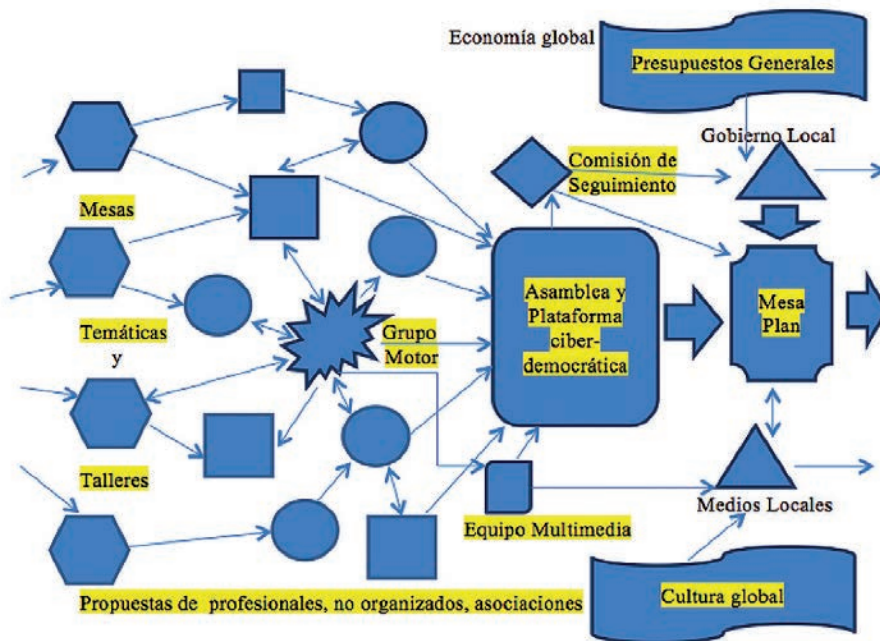 Economía global
Presupuestos Generales
Gobierno Local
Comisión de
Seguimiento
Mesas
Asamblea y
Plataforma
ciber-
democrática
Mesa
Plan
Temáticas
y
Grupo
Motor
Talleres
Equipo Multimedia
Medios Locales
Propuestas de profesionales, no organizados, asociaciones
Cultura global